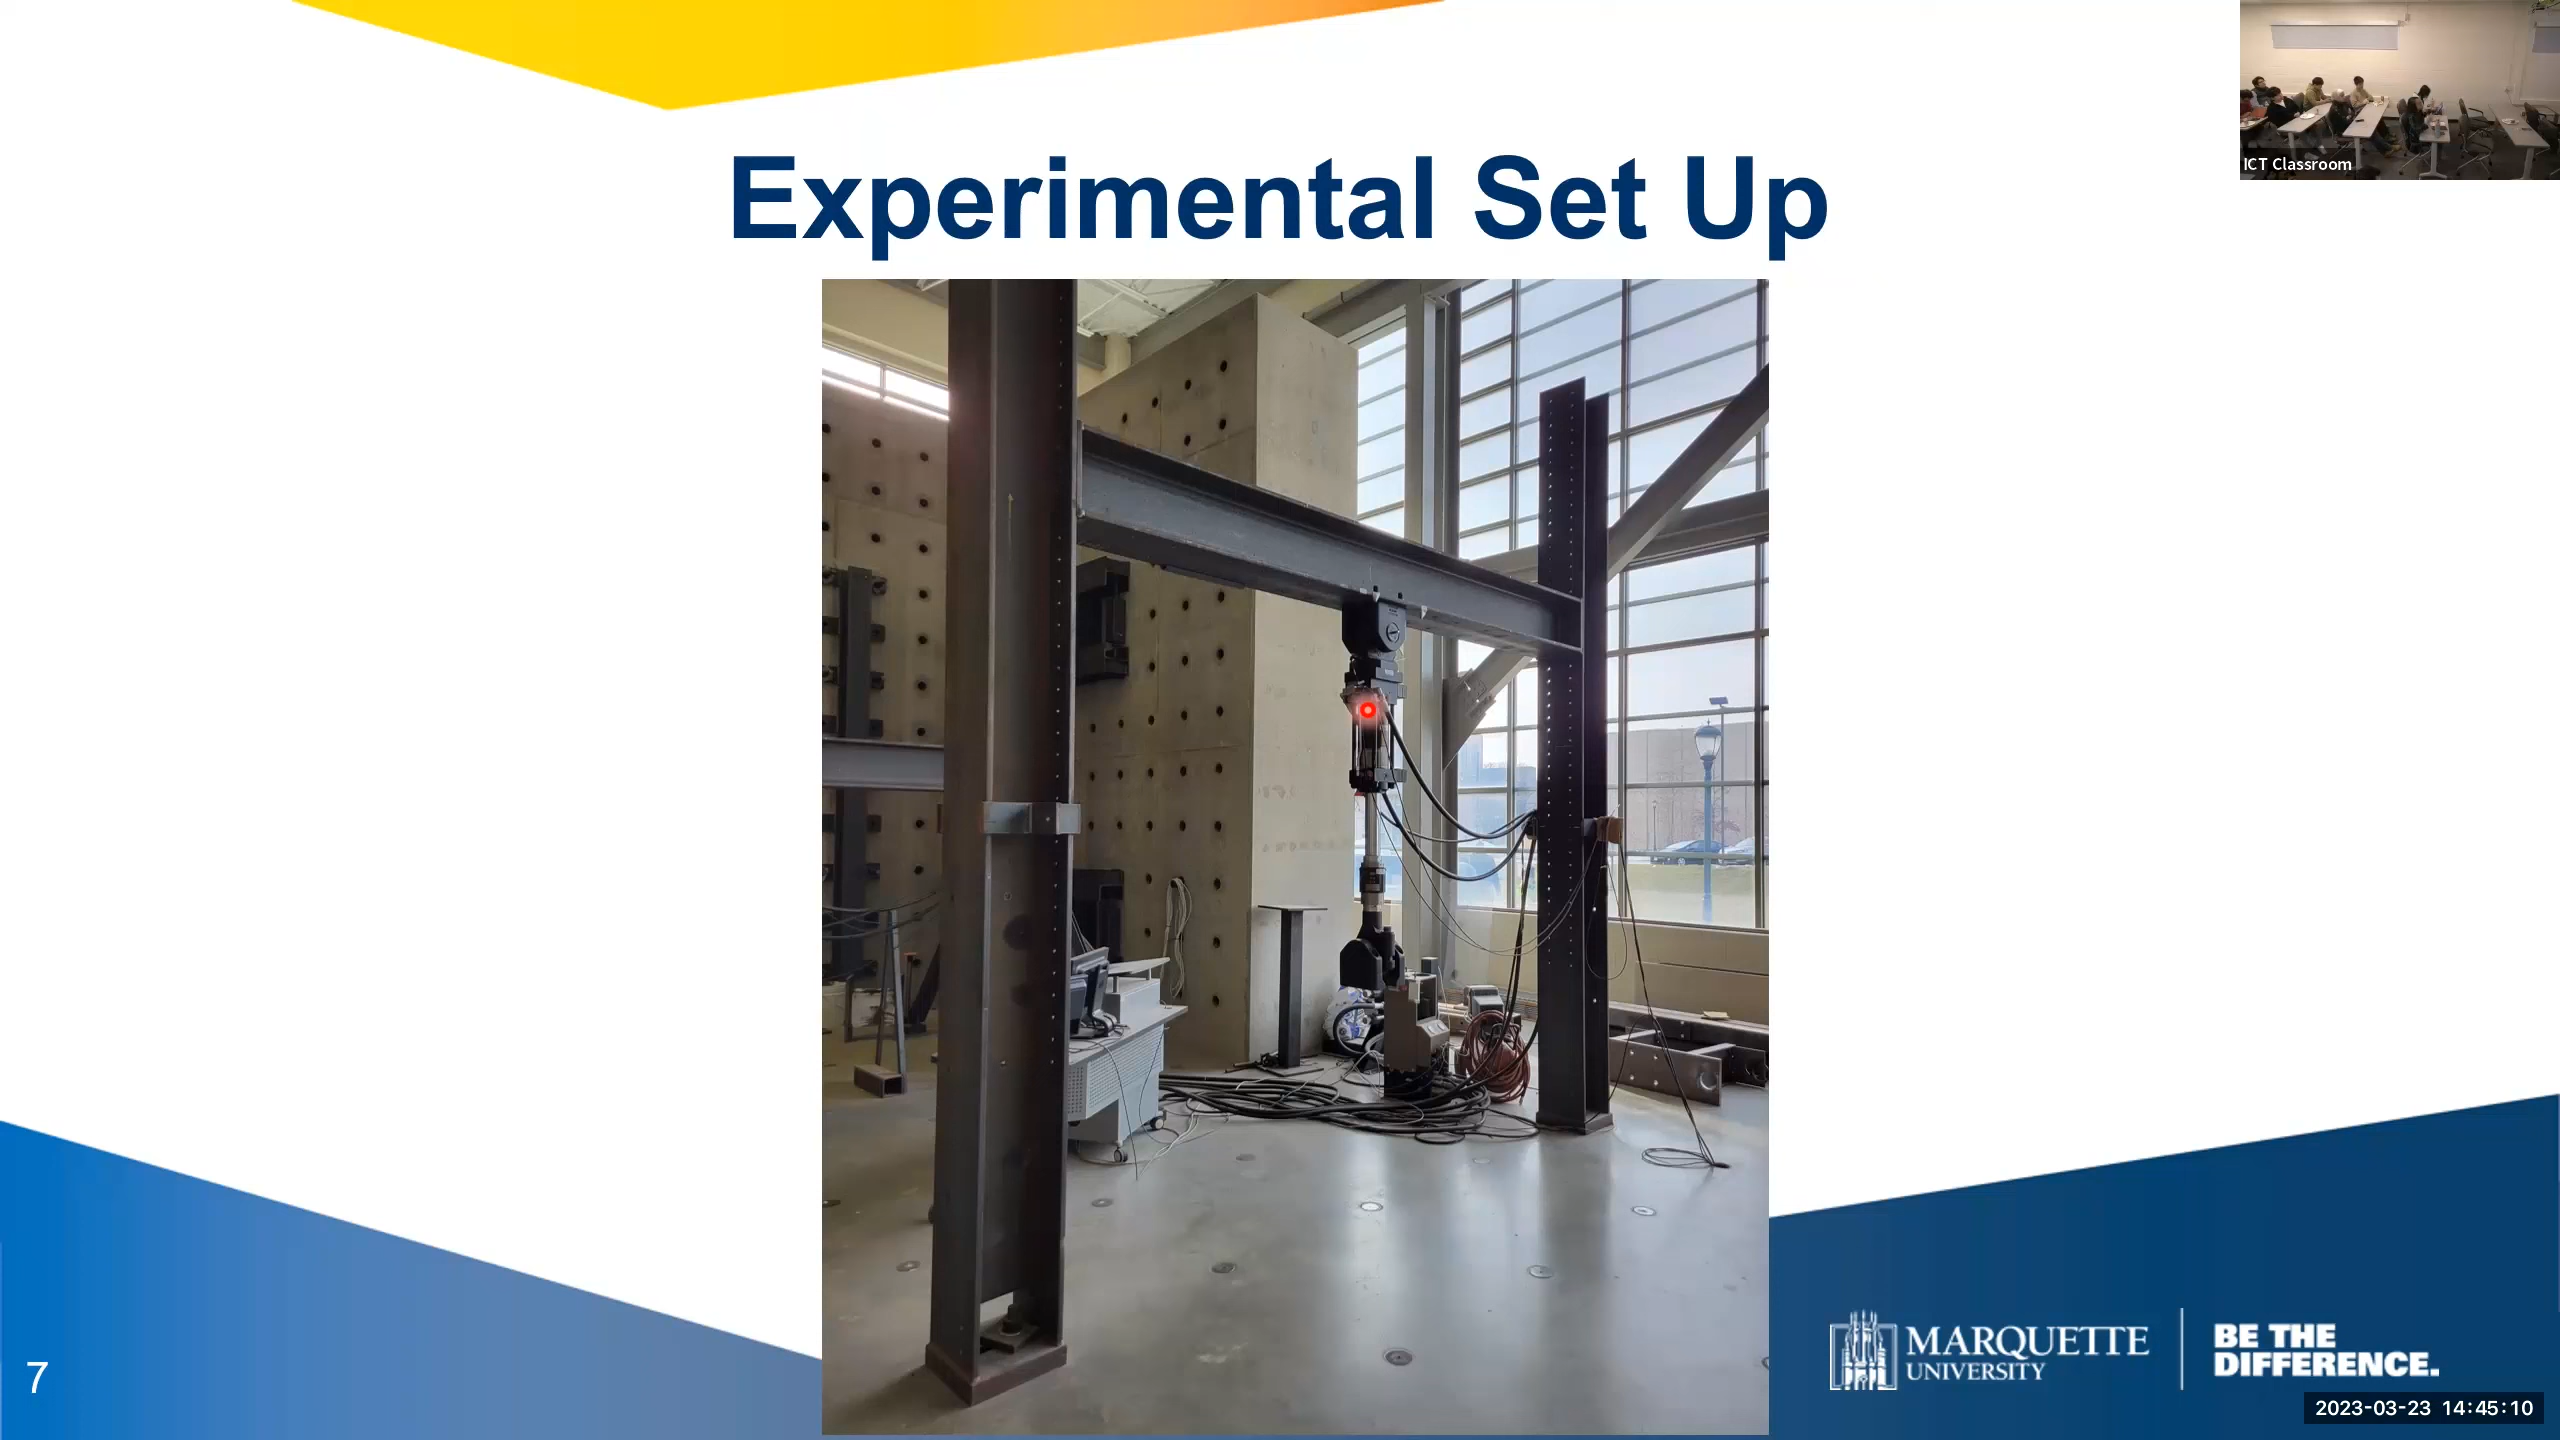 ICT Classroom
Experimental Set Up
7
MARQUETTE
UNIVERSITY
BE THE
DIFFERENCE.
2023-03-23 14:45:10